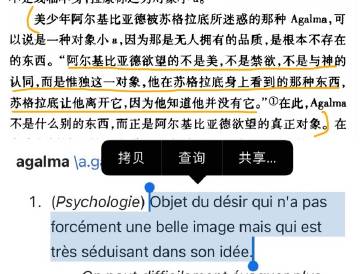 美少年阿尔基比亚德被苏格拉底所迷惑的那种 Agalma,可
以说是一种对象小 a,因为那是无人拥有的品质,是根本不存在
的东西。“阿尔基比亚德欲望的不是美,不是禁欲,不是与神的
认同,而是惟独这一对象,他在苏格拉底身上看到的那种东西,
苏格拉底让他离开它,因为他知道他并没有它。”①在此,Agalma
不是什么别的东西,而正是阿尔基比亚德欲望的真正对象。在
agalma \a.g
拷贝 查询 共享...
1. (Psychologie) Objet du désir qui n'a pas
forcément une belle image mais qui est
très séduisant dans son idée.